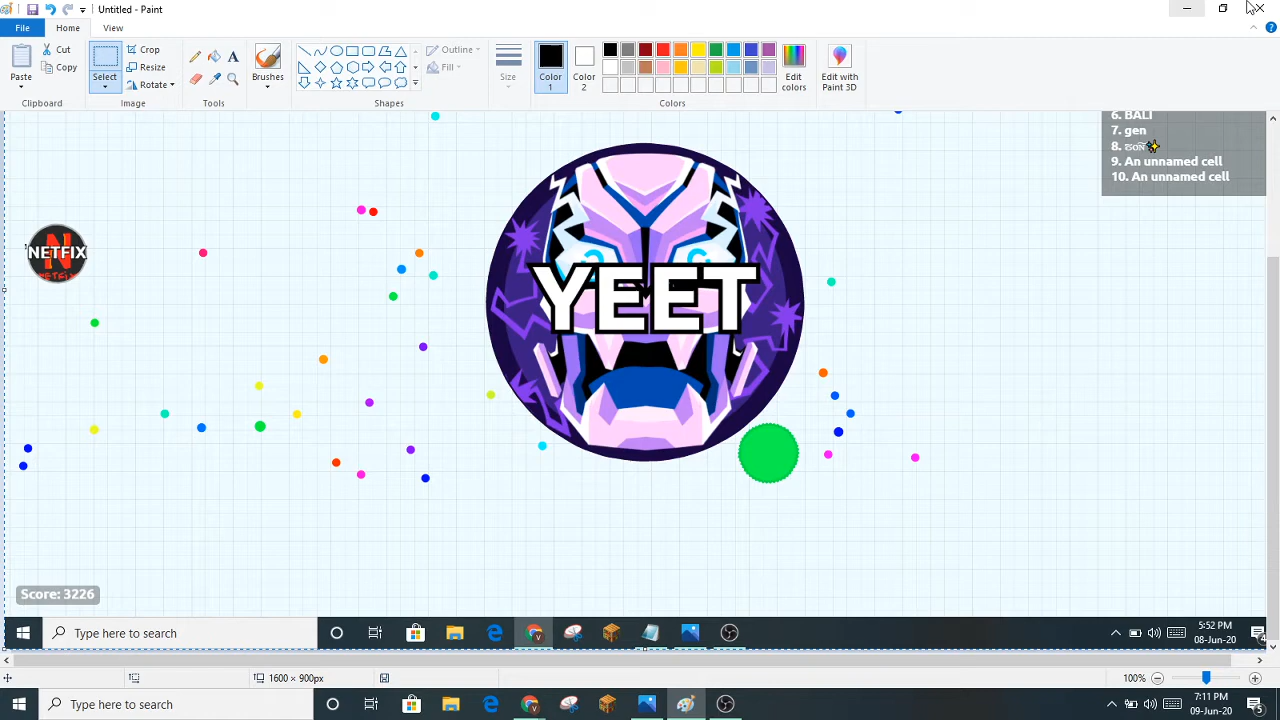 Untitled - Paint
File
Home
View
Paste
Cut
Copy
Clipboard
Select
Crop
Resize
Rotate
Image
Tools
Brushes
Outline
Fill
Shapes
Size
Color 1
Color 2
Edit colors
Edit with Paint 3D
Colors
6. BALI
7. gen
9. An unnamed cell
10. An unnamed cell
NETFIX
NETFIX
YEET
Score: 3226
Type here to search
5:52 PM
08-Jun-20
1600 × 900px
100%
Type here to search
7:11 PM
09-Jun-20